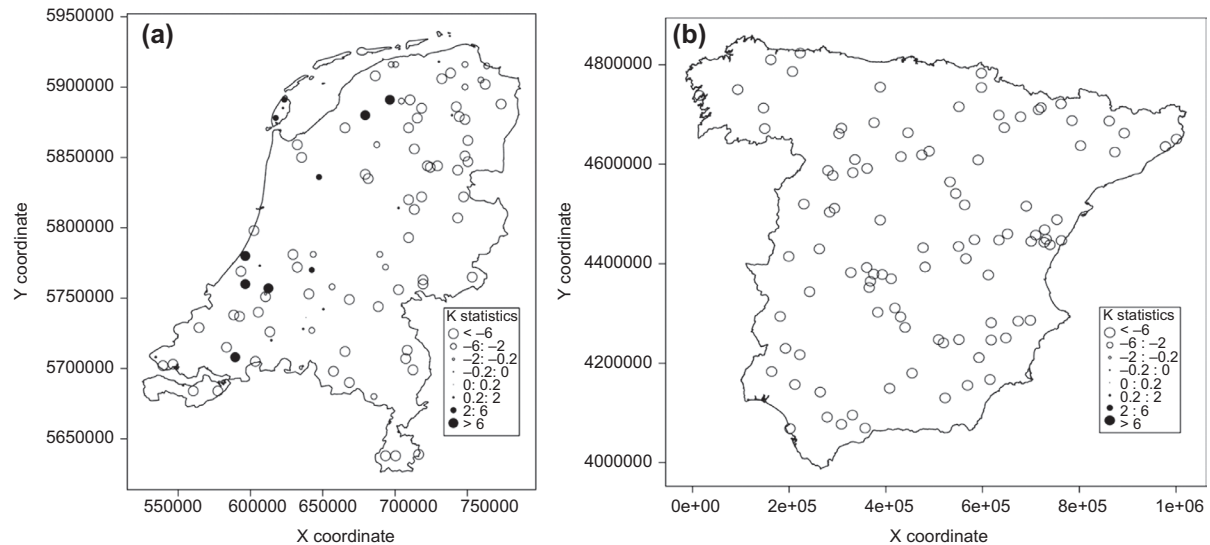 (a)
5950000
5900000
5850000
5800000
5750000
5700000
5650000
Y coordinate
550000 600000 650000 700000 750000
X coordinate
K statistics
< –6
–6: –2
–2: –0.2
–0.2: 0
0: 0.2
0.2: 2
2: 6
> 6
(b)
4800000
4600000
4400000
4200000
4000000
Y coordinate
0e+00 2e+05 4e+05 6e+05 8e+05 1e+06
X coordinate
K statistics
< –6
–6 : –2
–2 : –0.2
–0.2 : 0
0 : 0.2
0.2 : 2
2 : 6
> 6